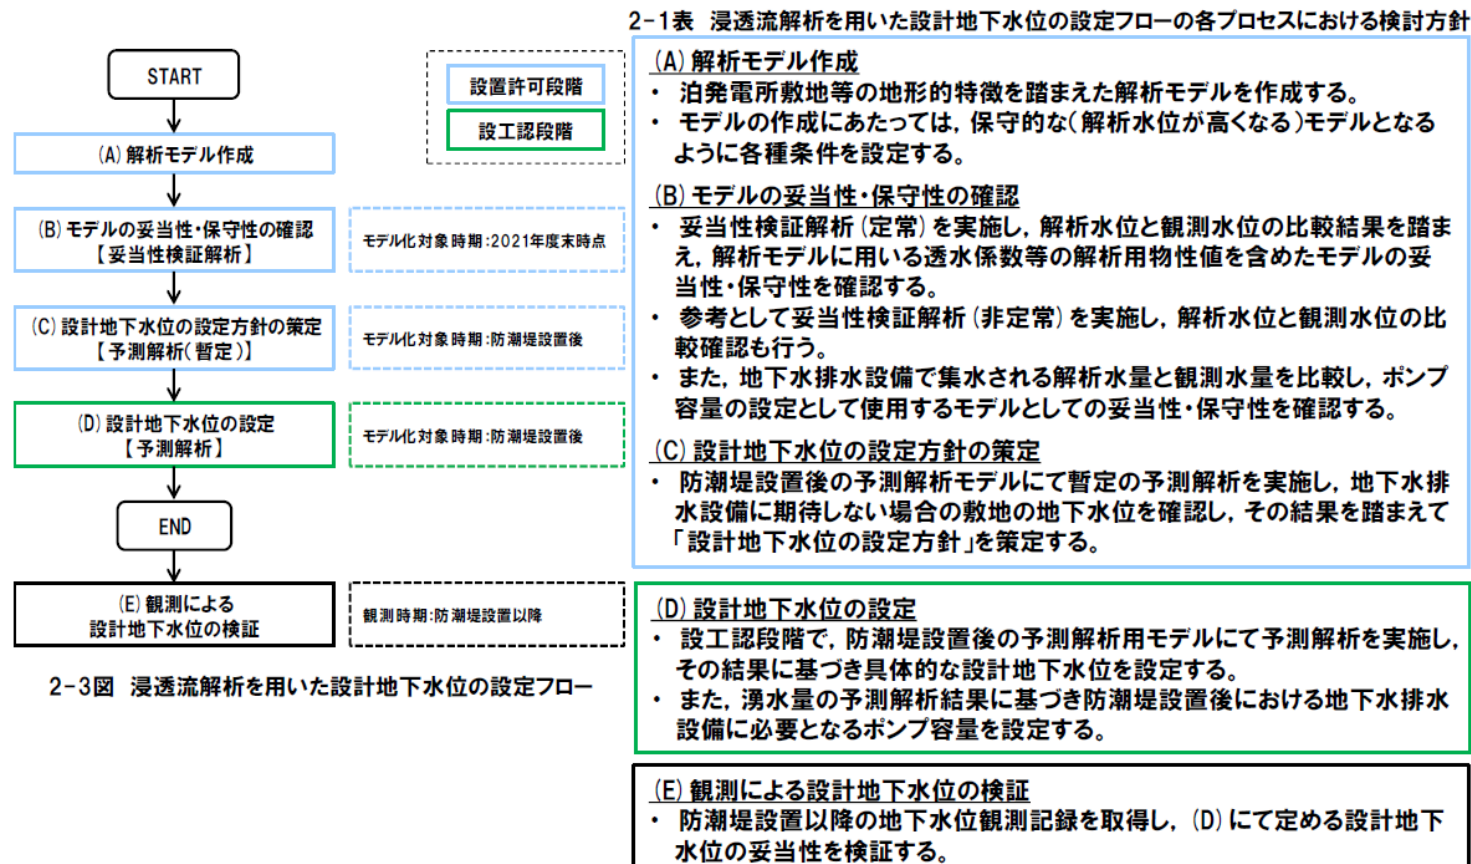 START
設置許可段階
設工認段階
(A)解析モデル作成
(B)モデルの妥当性・保守性の確認
【妥当性検証解析】
モデル化対象時期:2021年度末時点
(C)設計地下水位の設定方針の策定
【予測解析(暫定)】
モデル化対象時期:防潮堤設置後
(D)設計地下水位の設定
【予測解析】
モデル化対象時期:防潮堤設置後
END
(E)観測による
設計地下水位の検証
観測時期:防潮堤設置以降
2-3図 浸透流解析を用いた設計地下水位の設定フロー
2-1表 浸透流解析を用いた設計地下水位の設定フローの各プロセスにおける検討方針
(A)解析モデル作成
・ 泊発電所敷地等の地形的特徴を踏まえた解析モデルを作成する。
・ モデルの作成にあたっては,保守的な(解析水位が高くなる)モデルとなる
ように各種条件を設定する。
(B)モデルの妥当性・保守性の確認
・ 妥当性検証解析(定常)を実施し,解析水位と観測水位の比較結果を踏ま
え,解析モデルに用いる透水係数等の解析用物性値を含めたモデルの妥
当性・保守性を確認する。
・ 参考として妥当性検証解析(非定常)を実施し,解析水位と観測水位の比
較確認も行う。
・ また,地下水排水設備で集水される解析水量と観測水量を比較し,ポンプ
容量の設定として使用するモデルとしての妥当性・保守性を確認する。
(C)設計地下水位の設定方針の策定
・ 防潮堤設置後の予測解析モデルにて暫定の予測解析を実施し,地下水排
水設備に期待しない場合の敷地の地下水位を確認し,その結果を踏まえて
「設計地下水位の設定方針」を策定する。
(D)設計地下水位の設定
・ 設工認段階で,防潮堤設置後の予測解析用モデルにて予測解析を実施し,
その結果に基づき具体的な設計地下水位を設定する。
・ また,湧水量の予測解析結果に基づき防潮堤設置後における地下水排水
設備に必要となるポンプ容量を設定する。
(E)観測による設計地下水位の検証
・ 防潮堤設置以降の地下水位観測記録を取得し,(D)にて定める設計地下
水位の妥当性を検証する。